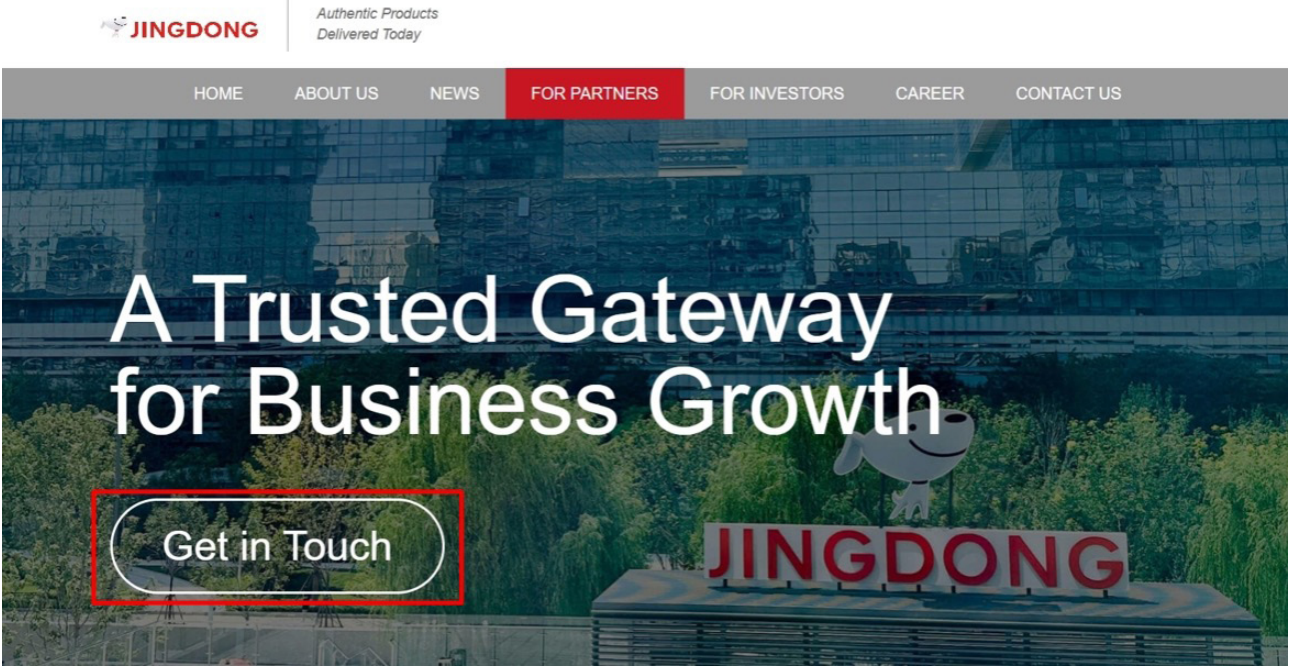 JINGDONG
Authentic Products
Delivered Today
HOME ABOUT US NEWS FOR PARTNERS FOR INVESTORS CAREER CONTACT US
A Trusted Gateway
for Business Growth
Get in Touch
JINGDONG